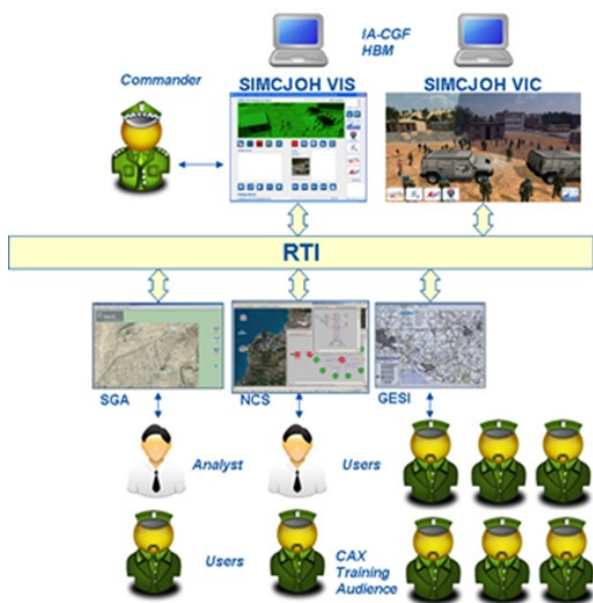 IA-CGF
HBM
Commander
SIMCJOH VIS
SIMCJOH VIC
RTI
SGA
NCS
GESI
Analyst
Users
Users
CAX
Training
Audience